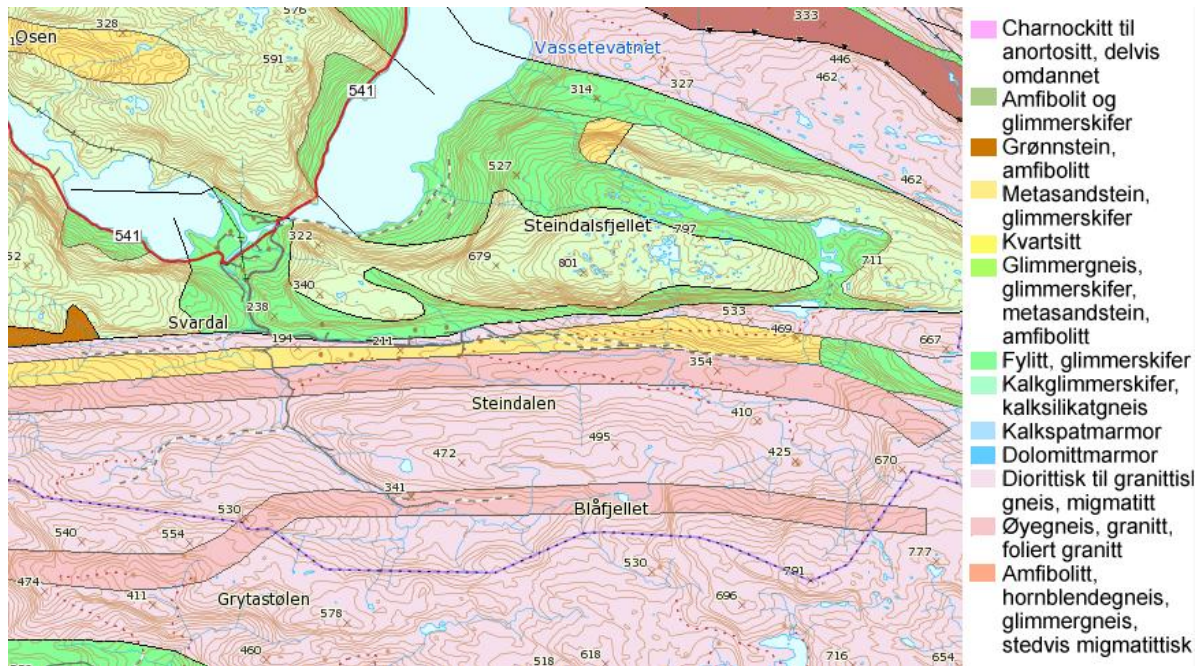 576
333
328
Osen
Vassetevatnet
591
446
462
541
314
327
527
462
541
Steindalsfjellet
797
322
52
679
801
711
340
238
Svardal
533
194
211
469
667
354
Steindalen
410
495
472
425
670
341
530
Blåfjellet
540
554
777
530
474
791
411
Grytastølen
578
696
460
518
618
716
654
Charnockitt til
anortositt, delvis
omdannet
Amfibolit og
glimmerskifer
Grønnstein,
amfibolitt
Metasandstein,
glimmerskifer
Kvartsitt
Glimmergneis,
glimmerskifer,
metasandstein,
amfibolitt
Fylitt, glimmerskifer
Kalkglimmerskifer,
kalksilikatgneis
Kalkspatmarmor
Dolomittmarmor
Diorittisk til granittisl
gneis, migmatitt
Øyegneis, granitt,
foliert granitt
Amfibolitt,
hornblendegneis,
glimmergneis,
stedvis migmatittisk